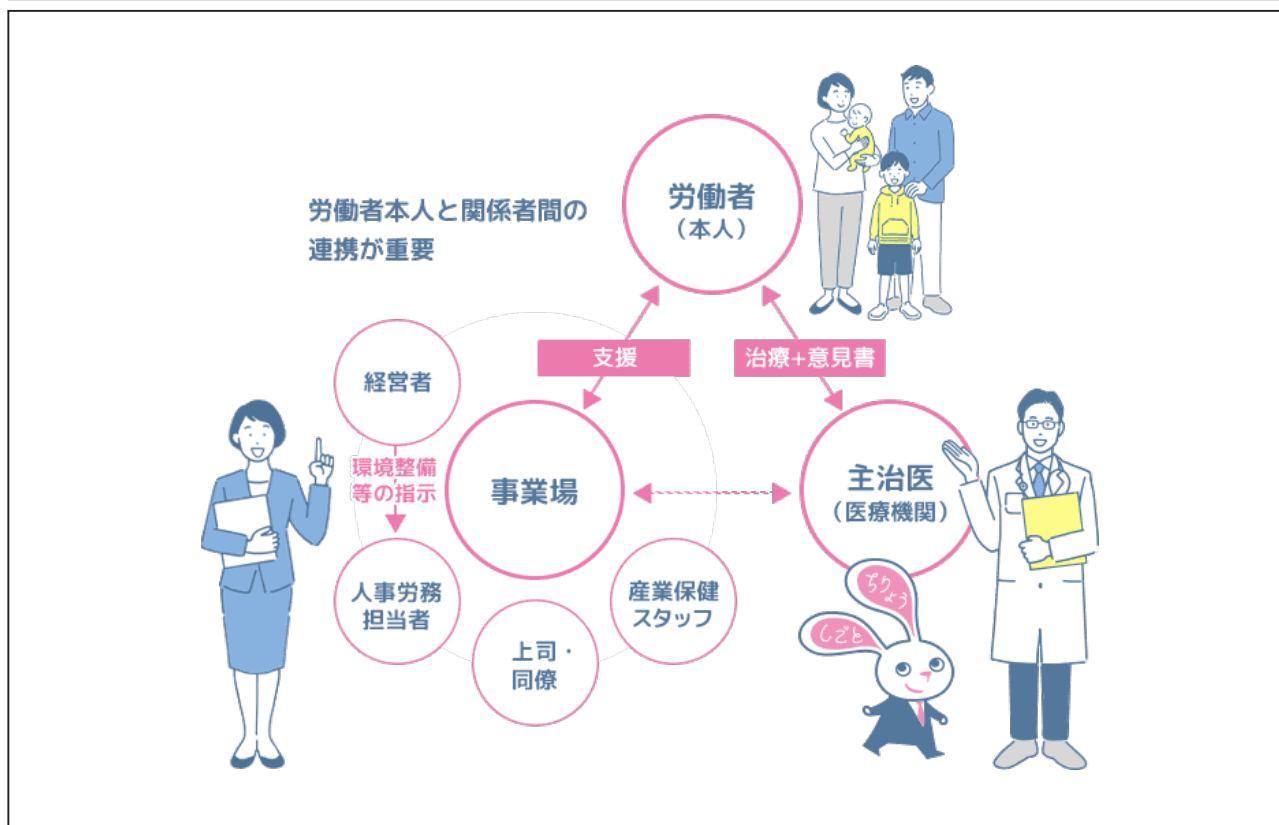 労働者
（本人）
労働者本人と関係者間の
連携が重要
支援
治療+意見書
経営者
環境整備
等の指示
事業場
主治医
（医療機関）
人事労務
担当者
上司・
同僚
産業保健
スタッフ
ちりょう
しごと